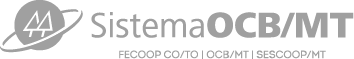 SistemaOCB/MT
FECOOP CO/TO | OCB/MT | SESCOOP/MT